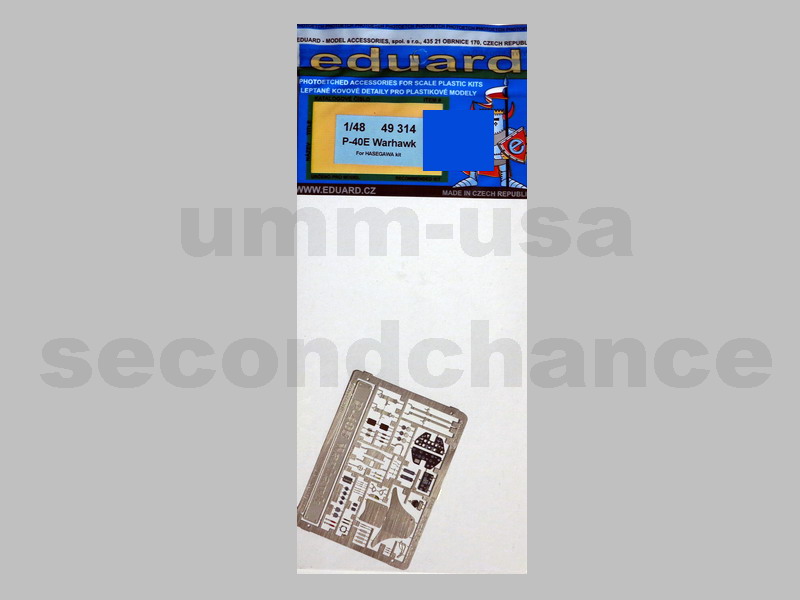 EDUARD - MODEL ACCESSORIES, spol. s r.o., 435 21 OBRNICE 170, CZECH REPUBL
eduard
PHOTOETCHED ACCESSORIES FOR SCALE PLASTIC KITS
LEPTANÉ KOVOVÉ DETAILY PRO PLASTIKOVÉ MODELY
1/48 49 314
P-40E Warhawk
For HASEGAWA kit
WWW.EDUARD.CZ
MADE IN CZECH REPUBL
umm-usa
secondchance